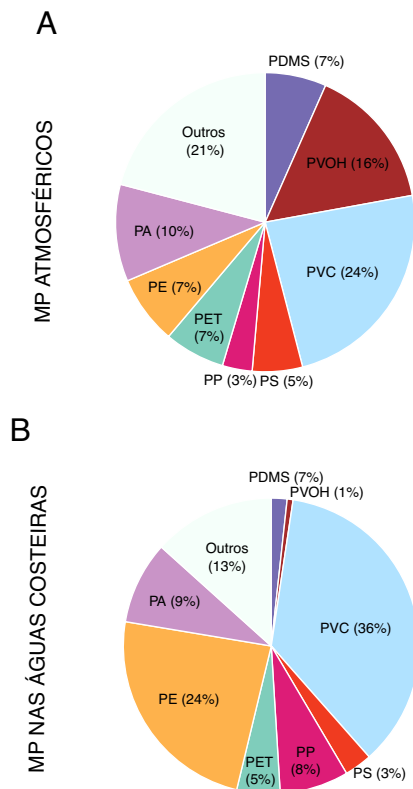 A
MP ATMOSFÉRICOS
PDMS (7%)
PVOH (16%)
PVC (24%)
PS (5%)
PP (3%)
PET
(7%)
PE (7%)
PA (10%)
Outros
(21%)
B
MP NAS ÁGUAS COSTEIRAS
PDMS (7%)
PVOH (1%)
PVC (36%)
PS (3%)
PP
(8%)
PET
(5%)
PE (24%)
PA (9%)
Outros
(13%)